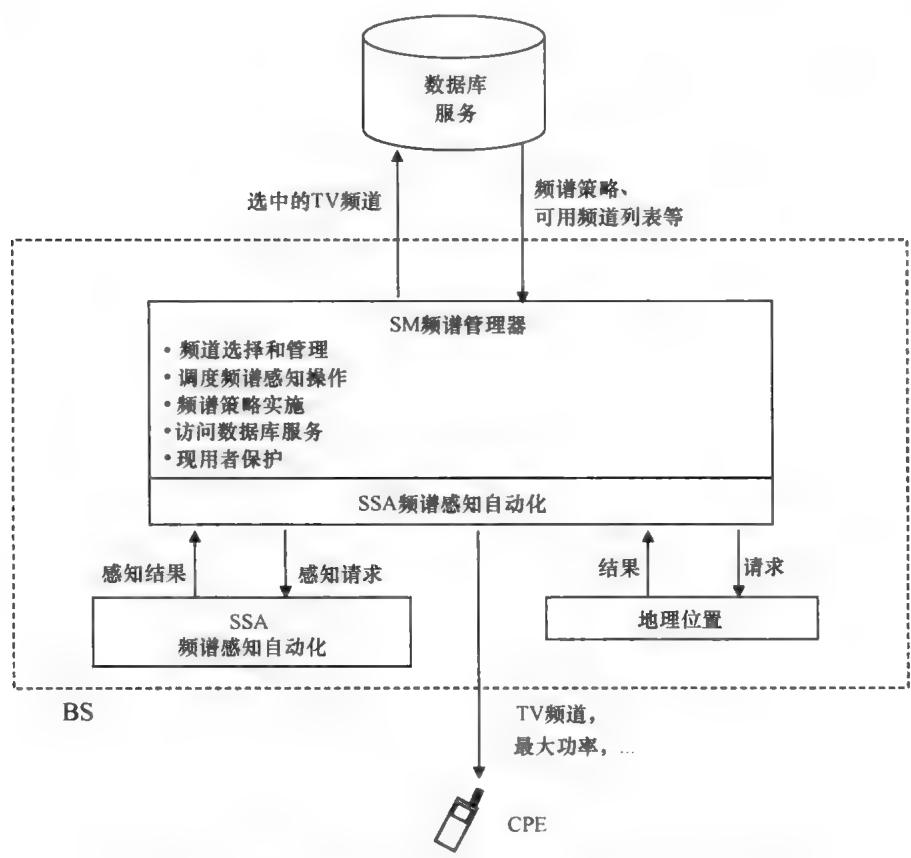 数据库
服务
选中的TV频道
频谱策略、
可用频道列表等
SM频谱管理器
• 频道选择和管理
• 调度频谱感知操作
• 频谱策略实施
• 访问数据库服务
• 现用者保护
SSA频谱感知自动化
感知结果
感知请求
结果
请求
SSA
频谱感知自动化
地理位置
BS
TV频道，
最大功率，...
CPE